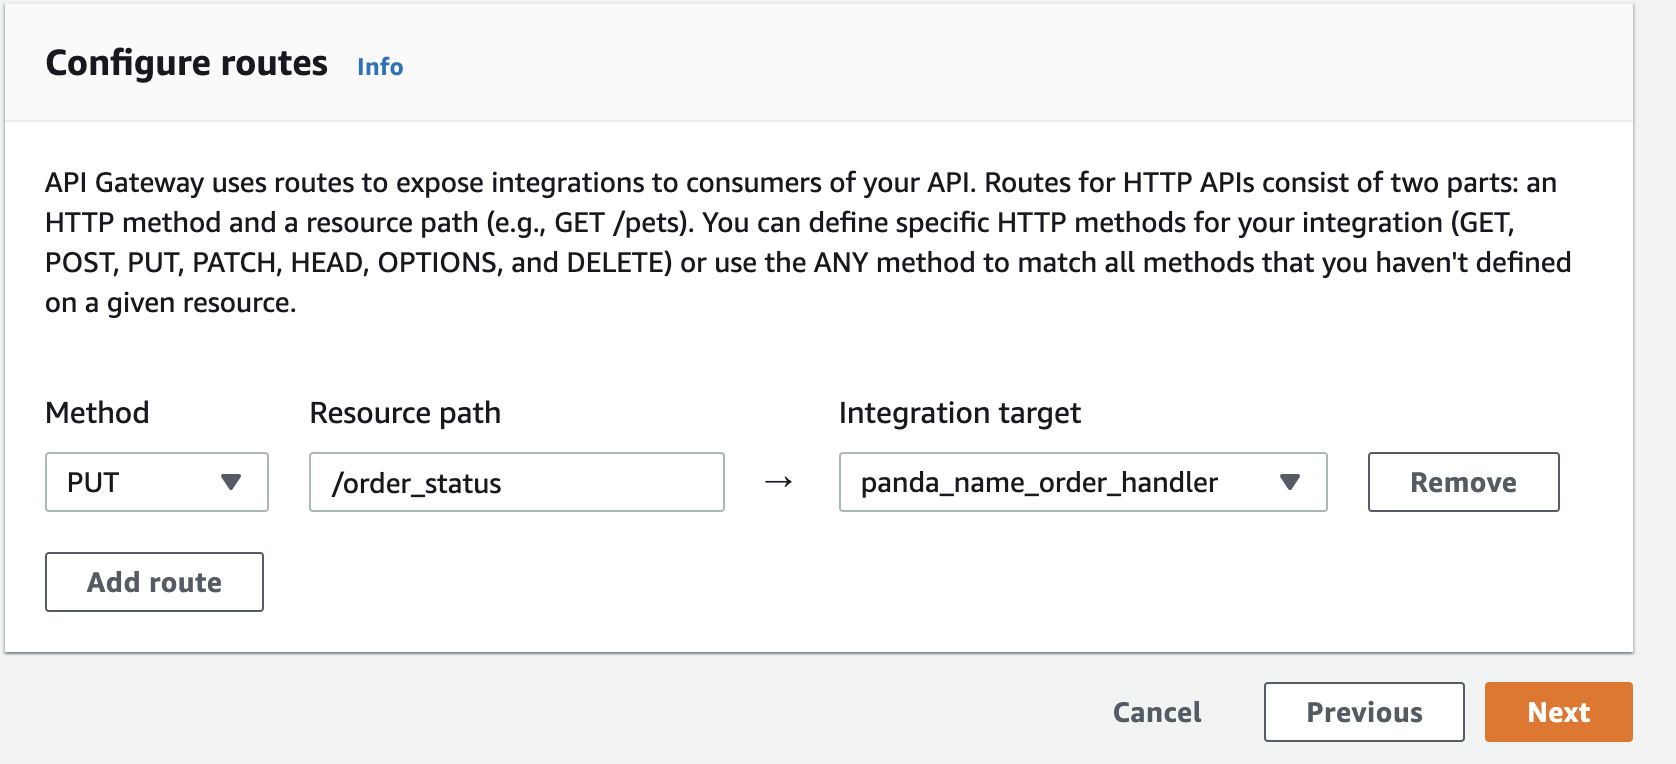 Configure routes Info
API Gateway uses routes to expose integrations to consumers of your API. Routes for HTTP APIs consist of two parts: an
HTTP method and a resource path (e.g., GET /pets). You can define specific HTTP methods for your integration (GET,
POST, PUT, PATCH, HEAD, OPTIONS, and DELETE) or use the ANY method to match all methods that you haven't defined
on a given resource.
Method Resource path Integration target
PUT /order_status → panda_name_order_handler Remove
Add route
Cancel Previous Next